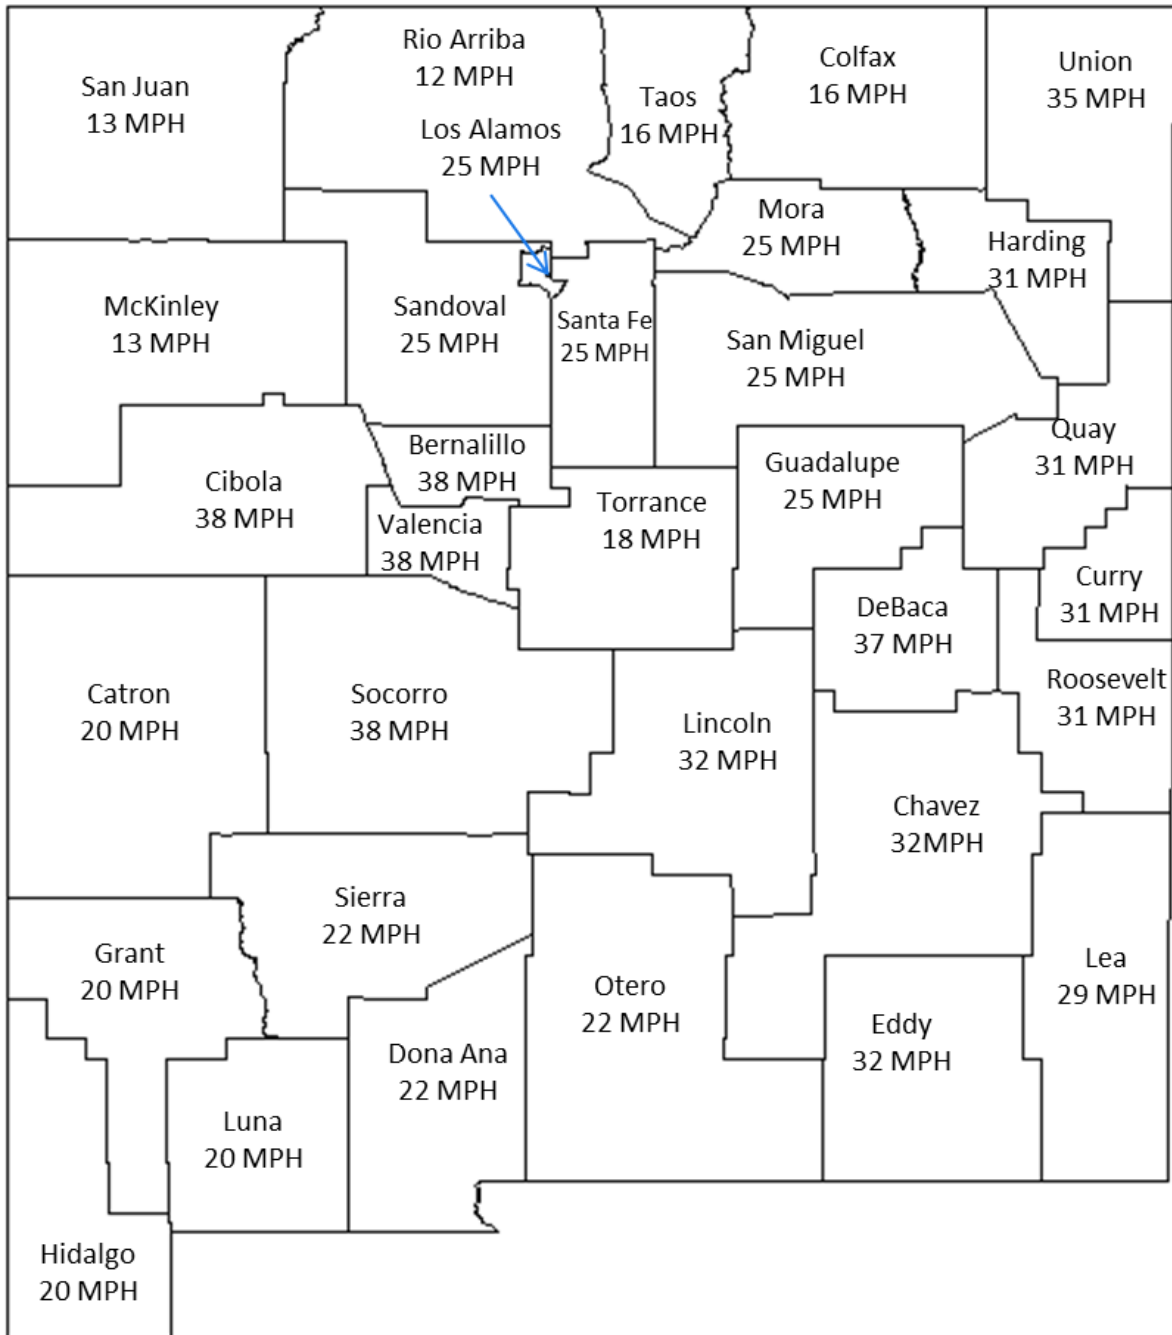 Rio Arriba
12 MPH
Colfax
16 MPH
Union
35 MPH
San Juan
13 MPH
Taos
16 MPH
Los Alamos
25 MPH
Mora
25 MPH
Harding
31 MPH
McKinley
13 MPH
Sandoval
25 MPH
Santa Fe
25 MPH
San Miguel
25 MPH
Quay
31 MPH
Bernalillo
38 MPH
Guadalupe
25 MPH
Cibola
38 MPH
Torrance
18 MPH
Valencia
38 MPH
Curry
31 MPH
DeBaca
37 MPH
Roosevelt
31 MPH
Catron
20 MPH
Socorro
38 MPH
Lincoln
32 MPH
Chavez
32MPH
Sierra
22 MPH
Grant
20 MPH
Lea
29 MPH
Otero
22 MPH
Eddy
32 MPH
Dona Ana
22 MPH
Luna
20 MPH
Hidalgo
20 MPH